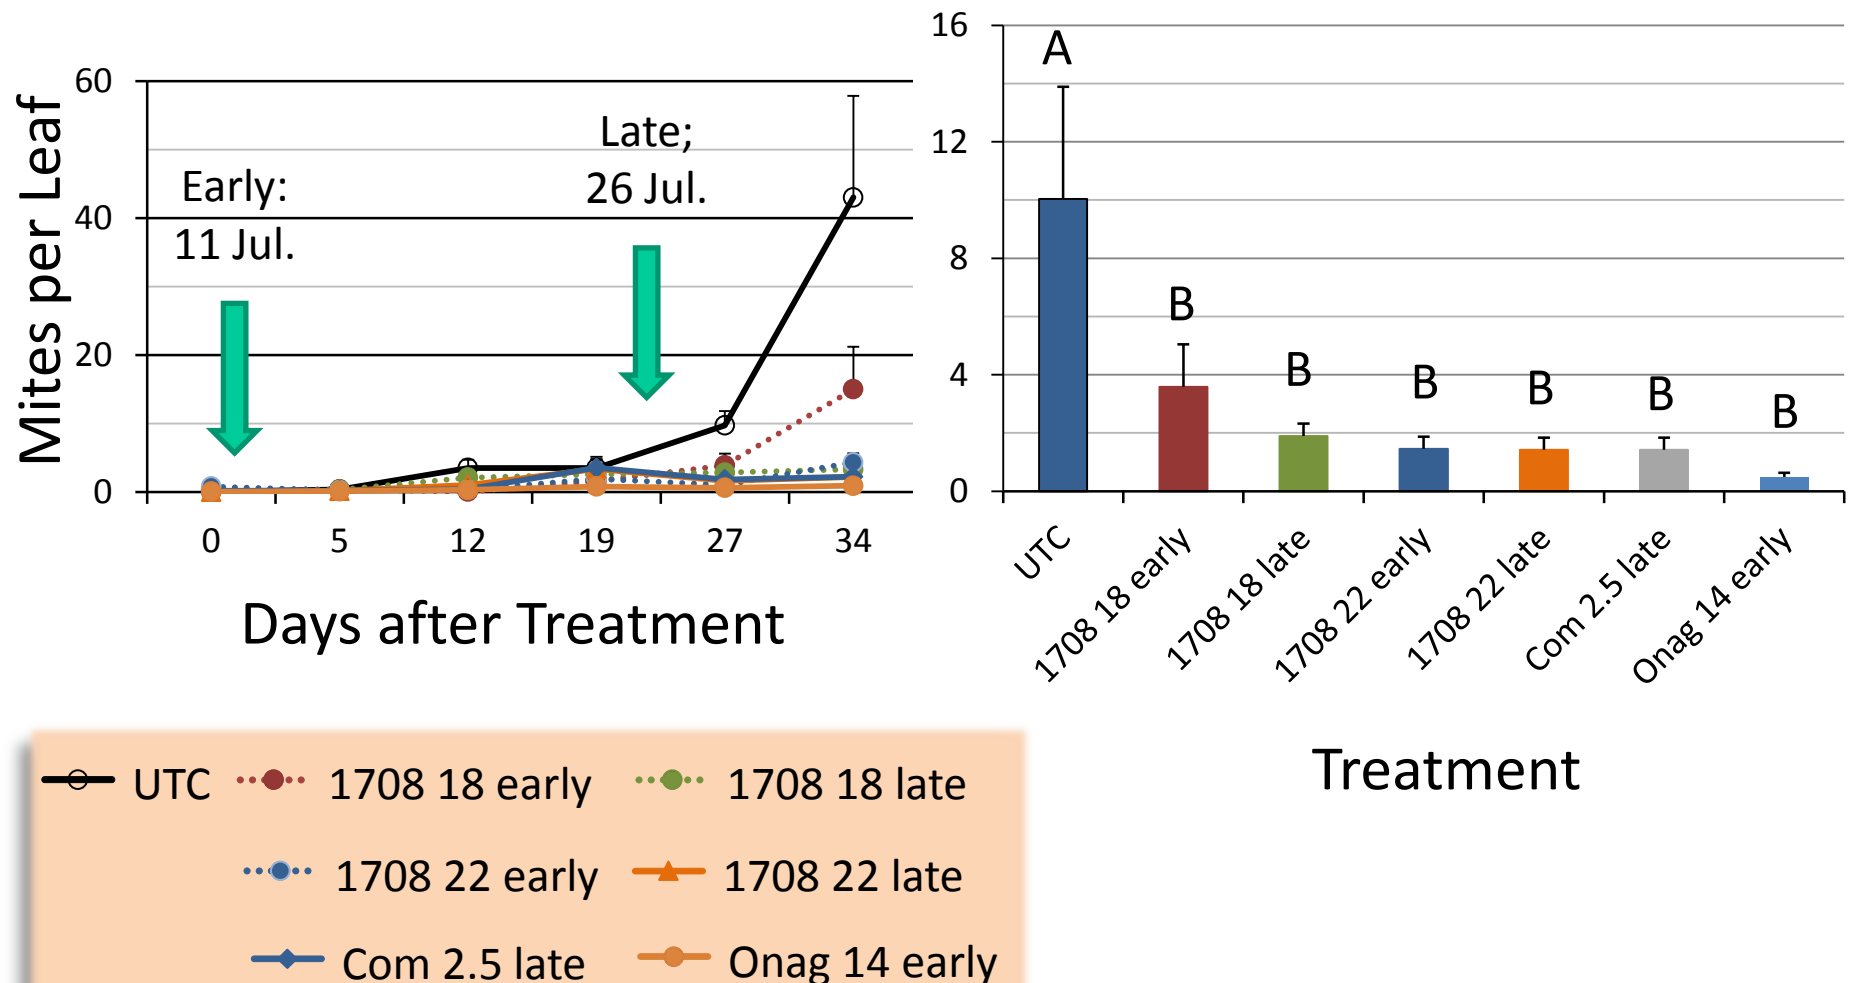 Mites per Leaf
60
40
20
0
Early:
11 Jul.
Late;
26 Jul.
0 5 12 19 27 34
Days after Treatment
16
12
8
4
0
A
B
B
B
B
B
B
UTC
1708 18 early
1708 18 late
1708 22 early
1708 22 late
Com 2.5 late
Onag 14 early
Treatment
UTC 1708 18 early 1708 18 late
1708 22 early 1708 22 late
Com 2.5 late Onag 14 early